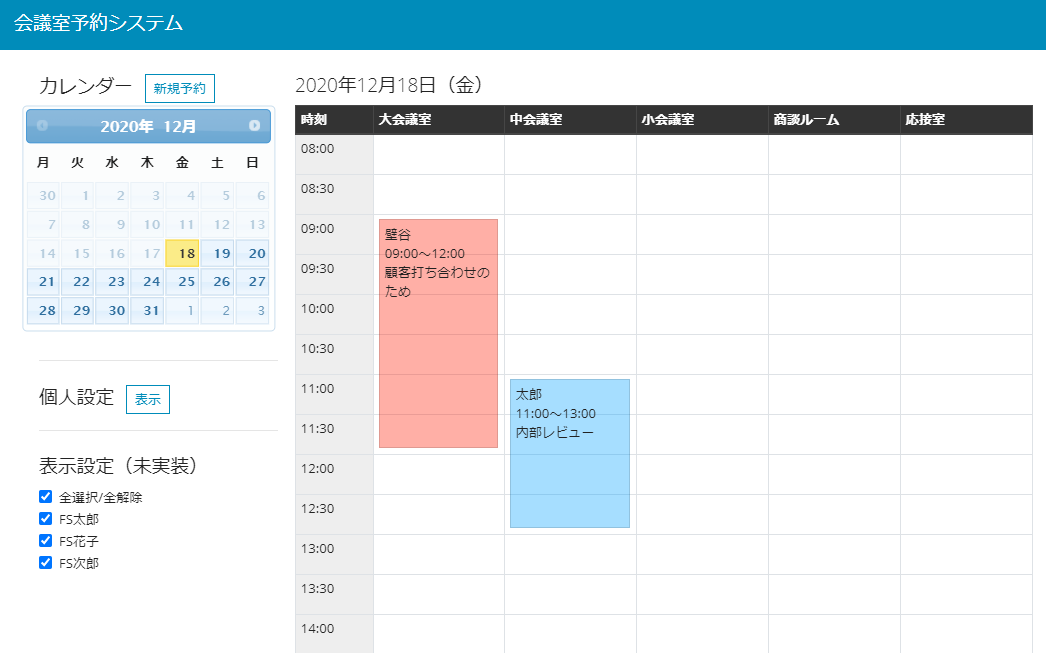 会議室予約システム
カレンダー 新規予約
2020年 12月
月 火 水 木 金 土 日
30 1 2 3 4 5 6
7 8 9 10 11 12 13
14 15 16 17 18 19 20
21 22 23 24 25 26 27
28 29 30 31 1 2 3
個人設定 表示
表示設定（未実装）
全選択/全解除
FS太郎
FS花子
FS次郎
2020年12月18日（金）
時刻 大会議室 中会議室 小会議室 商談ルーム 応接室
08:00
08:30
09:00
09:30
10:00
10:30
11:00
11:30
12:00
12:30
13:00
13:30
14:00
壁谷
09:00～12:00
顧客打ち合わせの
ため
太郎
11:00～13:00
内部レビュー